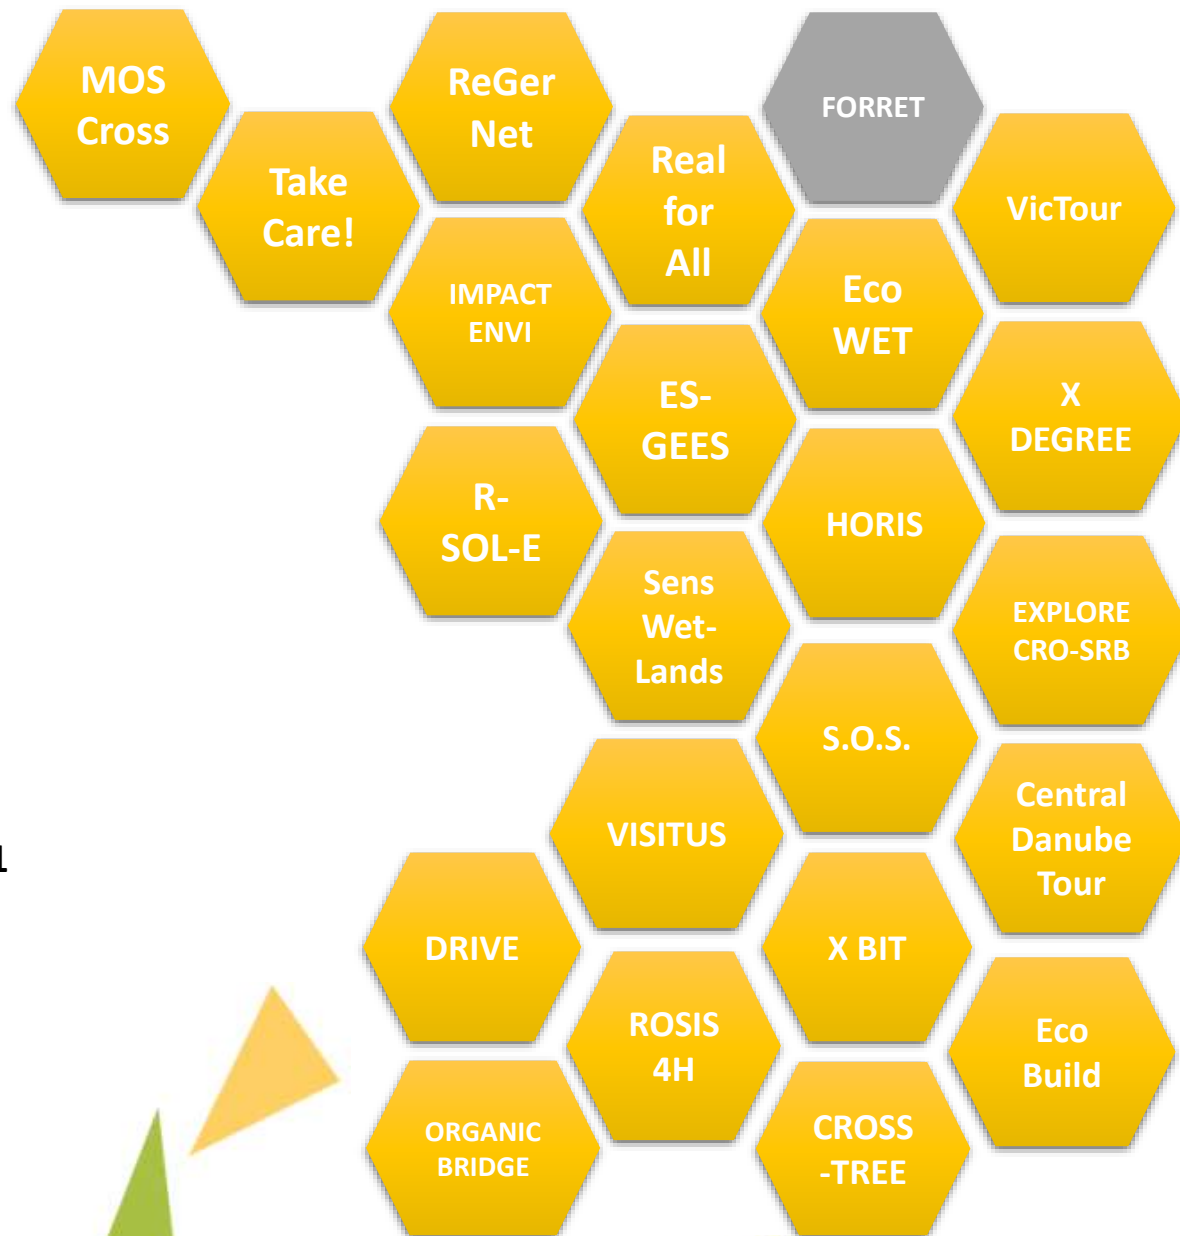 MOS
Cross
ReGer
Net
FORRET
Take
Care!
Real
for
All
VicTour
IMPACT
ENVI
Eco
WET
ES-
GEES
X
DEGREE
R-
SOL-E
HORIS
Sens
Wet-
Lands
EXPLORE
CRO-SRB
S.O.S.
VISITUS
Central
Danube
Tour
DRIVE
X BIT
ROSIS
4H
Eco
Build
ORGANIC
BRIDGE
CROSS
-TREE